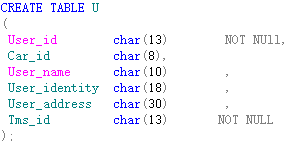 CREATE TABLE U
(
User_id char(13) NOT NUll,
Car_id char(8),
User_name char(10) ,
User_identity char(18) ,
User_address char(30) ,
Tms_id char(13) NOT NULL
);